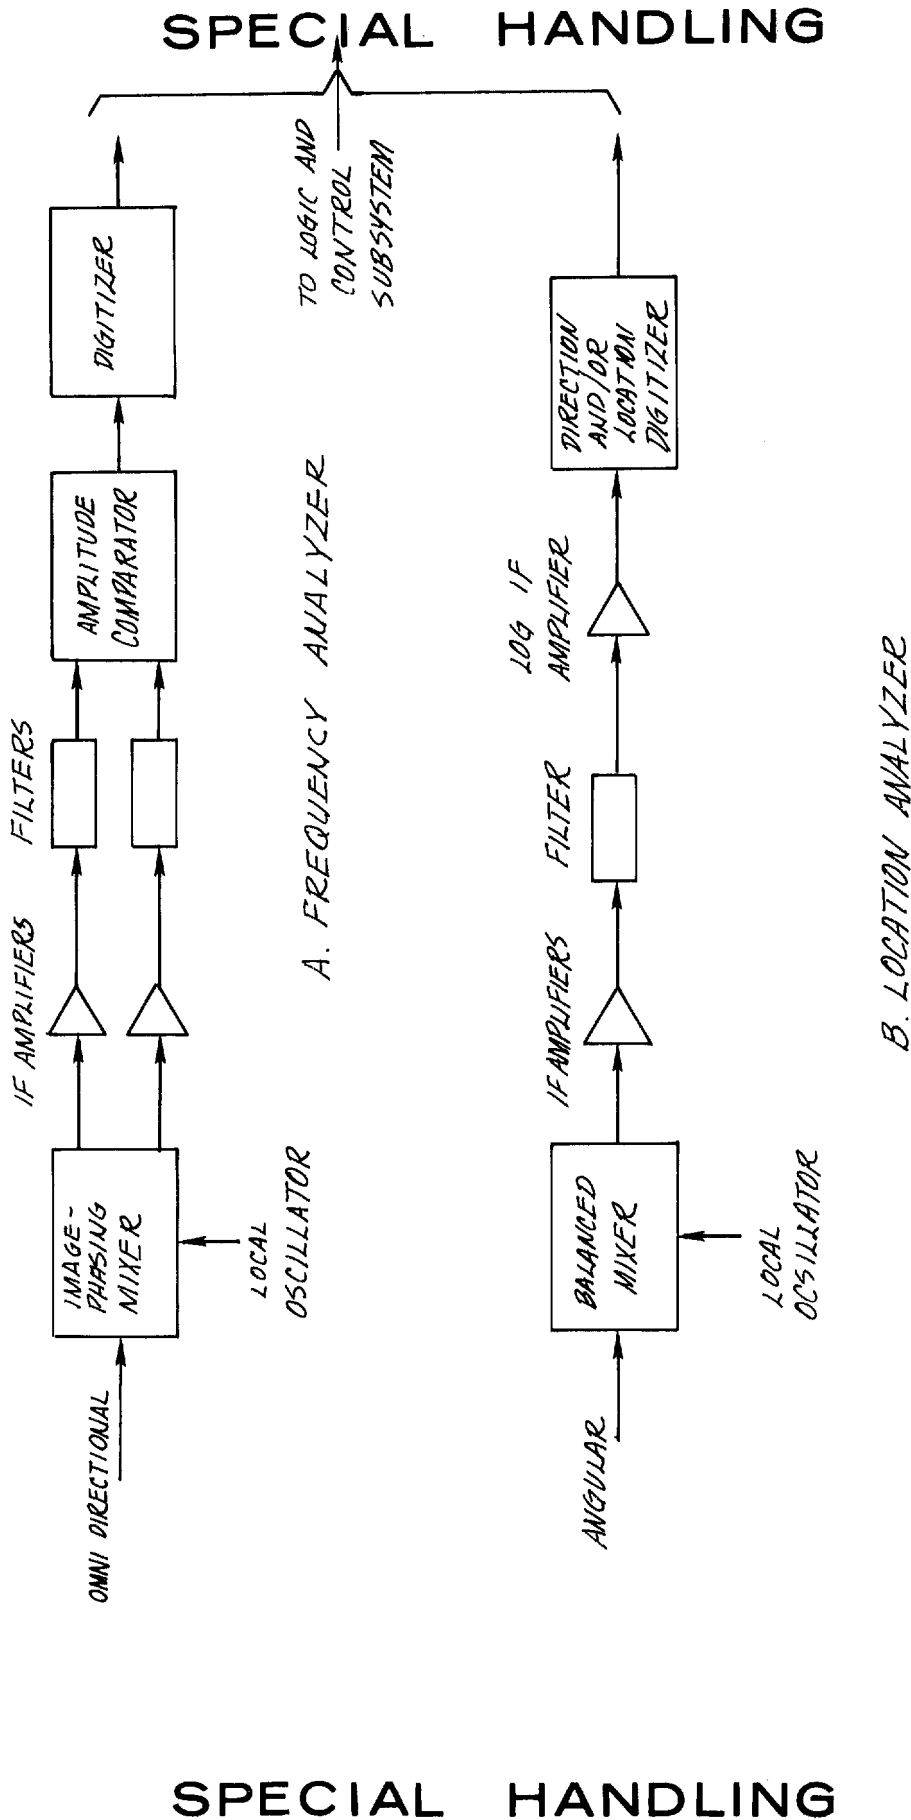 SPECIAL HANDLING
OMNI DIRECTIONAL
IMAGE-
PHASING
MIXER
LOCAL
OSCILLATOR
IF AMPLIFIERS
FILTERS
AMPLITUDE
COMPARATOR
DIGITIZER
TO LOGIC AND
CONTROL
SUBSYSTEM
A. FREQUENCY ANALYZER
ANGULAR
BALANCED
MIXER
LOCAL
OCSILLATOR
IF AMPLIFIERS
FILTER
LOG IF
AMPLIFIER
DIRECTION
AND/OR
LOCATION
DIGITIZER
B. LOCATION ANALYZER
SPECIAL HANDLING